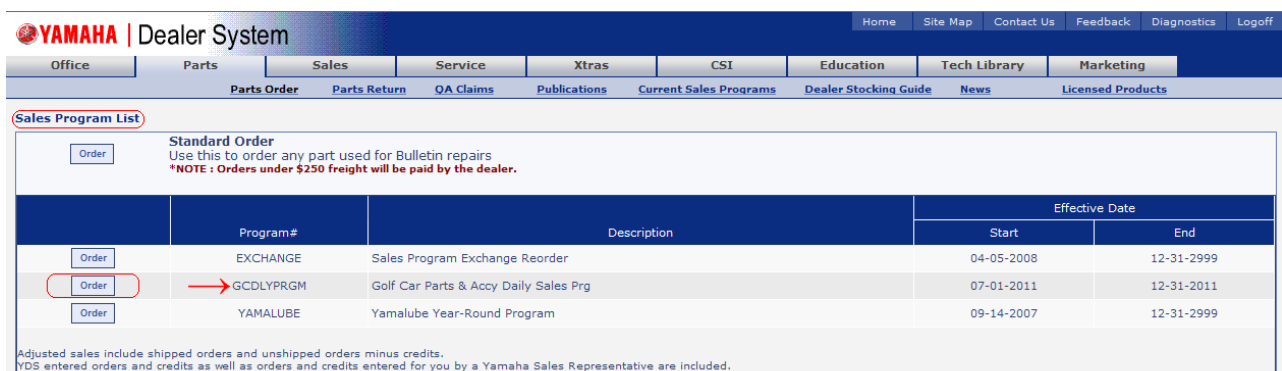 Home Site Map Contact Us Feedback Diagnostics Logoff
YAMAHA | Dealer System
Office Parts Sales Service Xtras CSI Education Tech Library Marketing
Parts Order Parts Return QA Claims Publications Current Sales Programs Dealer Stocking Guide News Licensed Products
Sales Program List
Standard Order
Order Use this to order any part used for Bulletin repairs
*NOTE : Orders under $250 freight will be paid by the dealer.
Effective Date
Program# Description Start End
Order EXCHANGE Sales Program Exchange Reorder 04-05-2008 12-31-2999
Order GCDLYPRGM Golf Car Parts & Accy Daily Sales Prg 07-01-2011 12-31-2011
Order YAMALUBE Yamalube Year-Round Program 09-14-2007 12-31-2999
Adjusted sales include shipped orders and unshipped orders minus credits.
YDS entered orders and credits as well as orders and credits entered for you by a Yamaha Sales Representative are included.